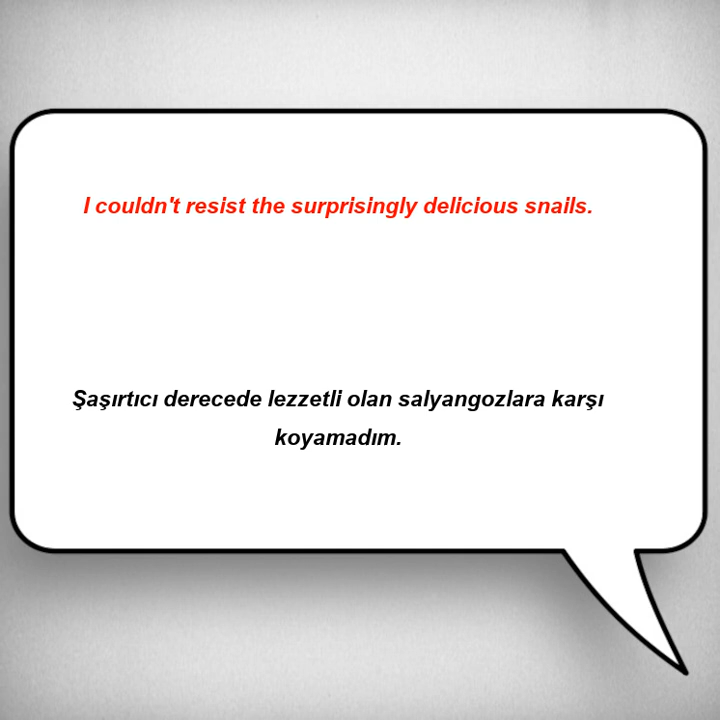 I couldn't resist the surprisingly delicious snails.
Şaşırtıcı derecede lezzetli olan salyangozlara karşı
koyamadım.